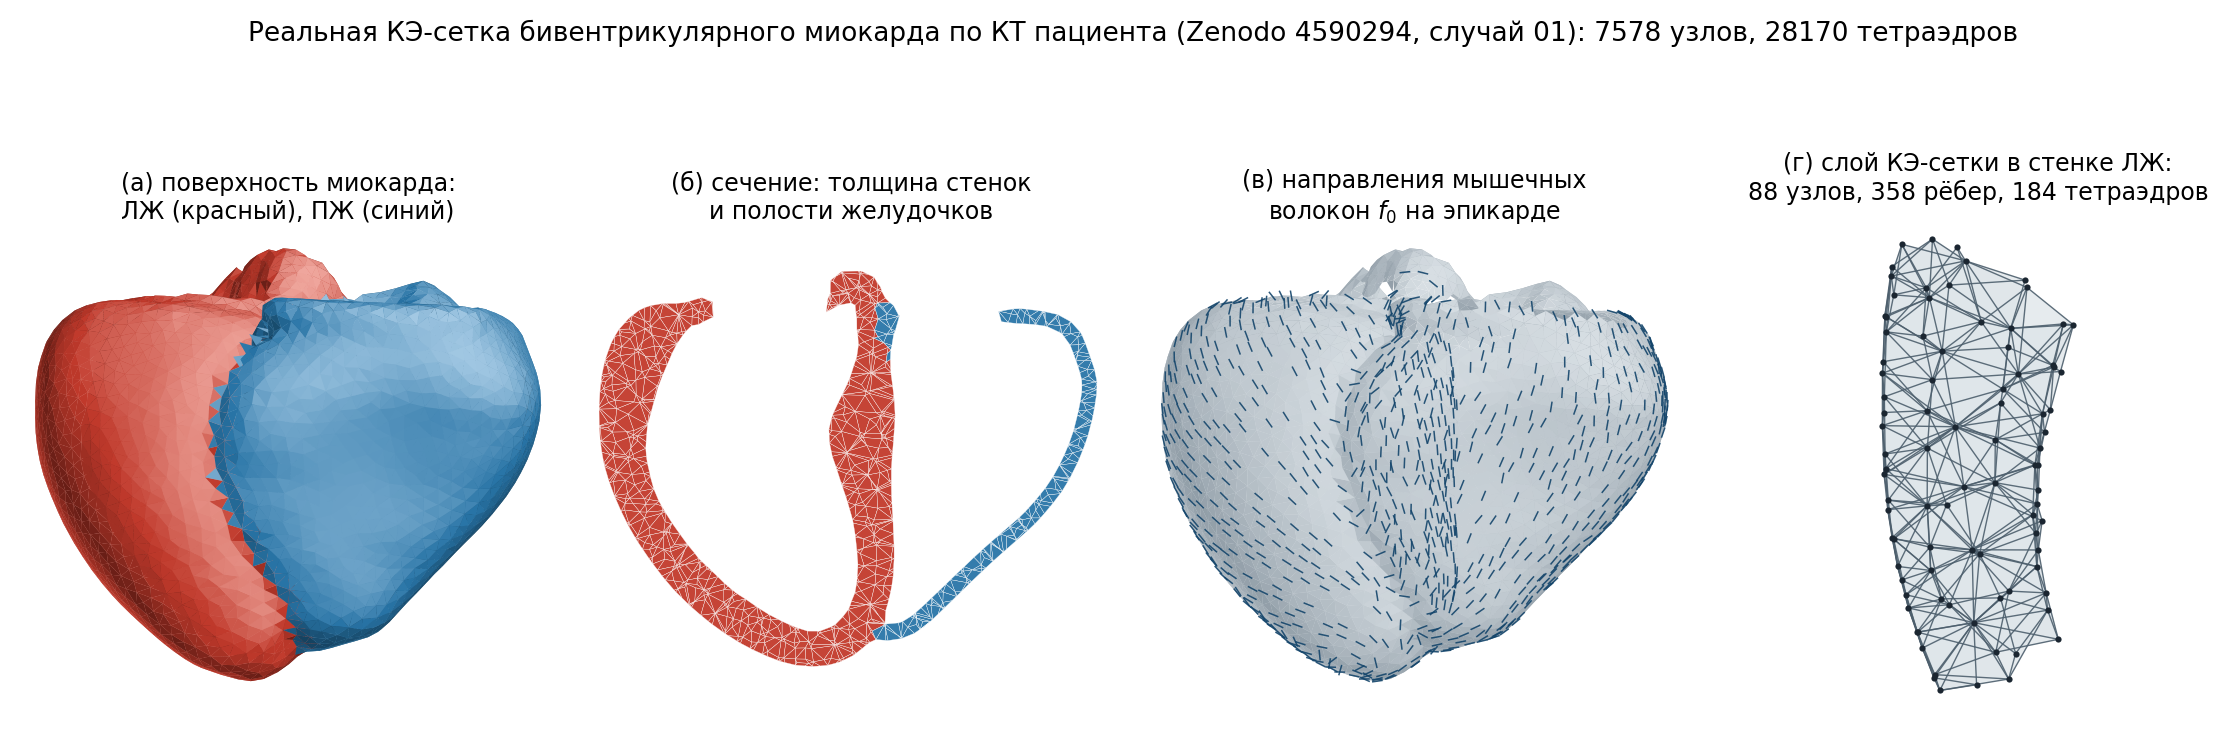 Реальная КЭ-сетка бивентрикулярного миокарда по КТ пациента (Zenodo 4590294, случай 01): 7578 узлов, 28170 тетраэдров
(а) поверхность миокарда:
ЛЖ (красный), ПЖ (синий)
(б) сечение: толщина стенок
и полости желудочков
(в) направления мышечных
волокон f₀ на эпикарде
(г) слой КЭ-сетки в стенке ЛЖ:
88 узлов, 358 рёбер, 184 тетраэдров